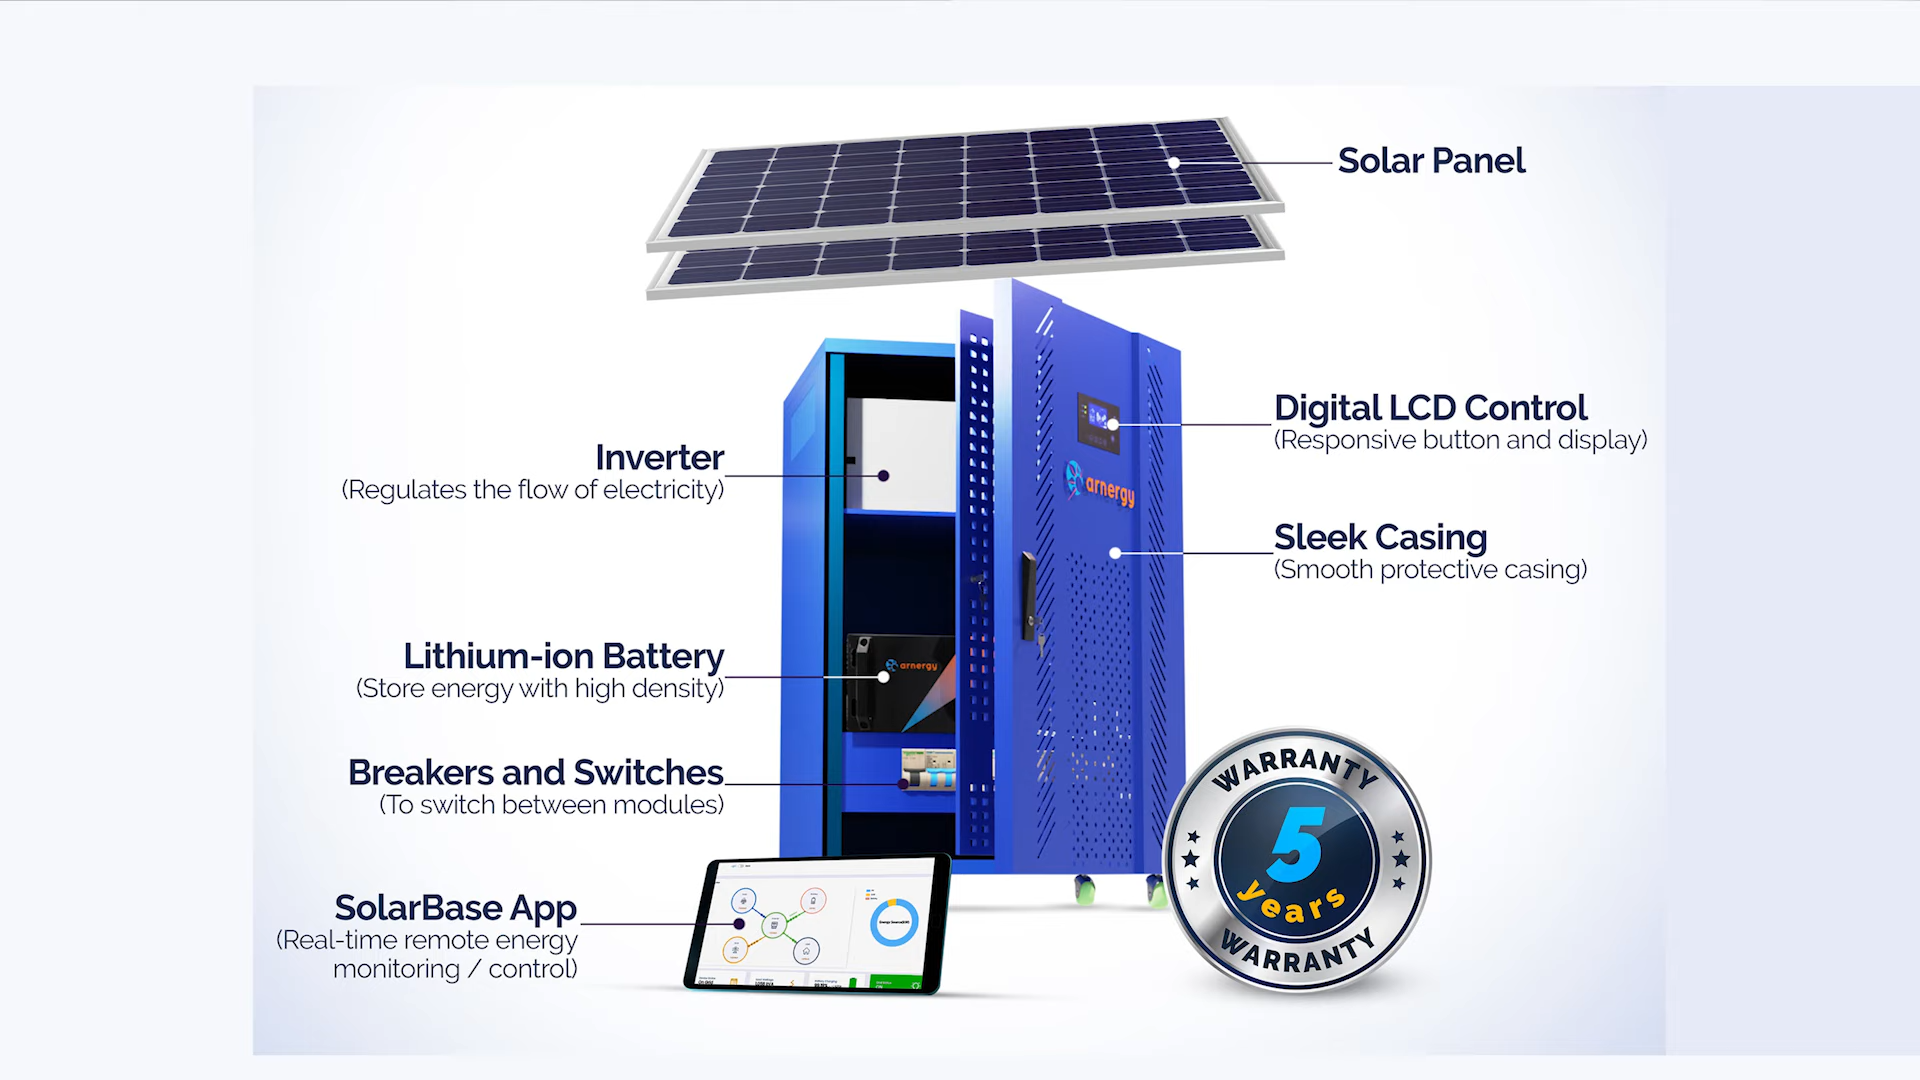 Solar Panel
Digital LCD Control
(Responsive button and display)
arnergy
Inverter
(Regulates the flow of electricity)
Sleek Casing
(Smooth protective casing)
Lithium-ion Battery
(Store energy with high density)
arnergy
Breakers and Switches
(To switch between modules)
SolarBase App
(Real-time remote energy
monitoring / control)
WARRANTY
5
years
WARRANTY